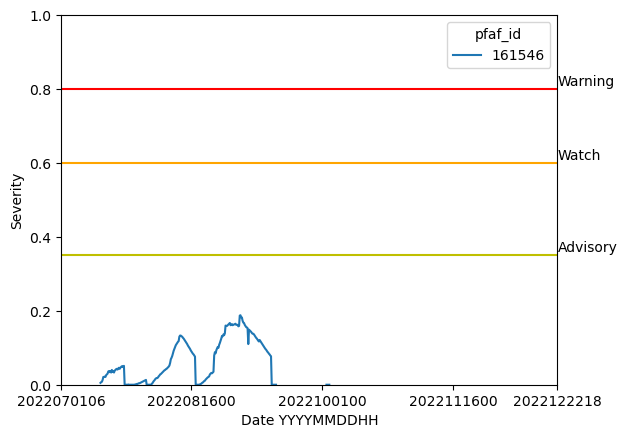 1.0
pfaf_id
161546
0.8
Warning
0.6
Watch
Severity
0.4
Advisory
0.2
0.0
2022070106 2022081600 2022100100 2022111600 2022122218
Date YYYYMMDDHH